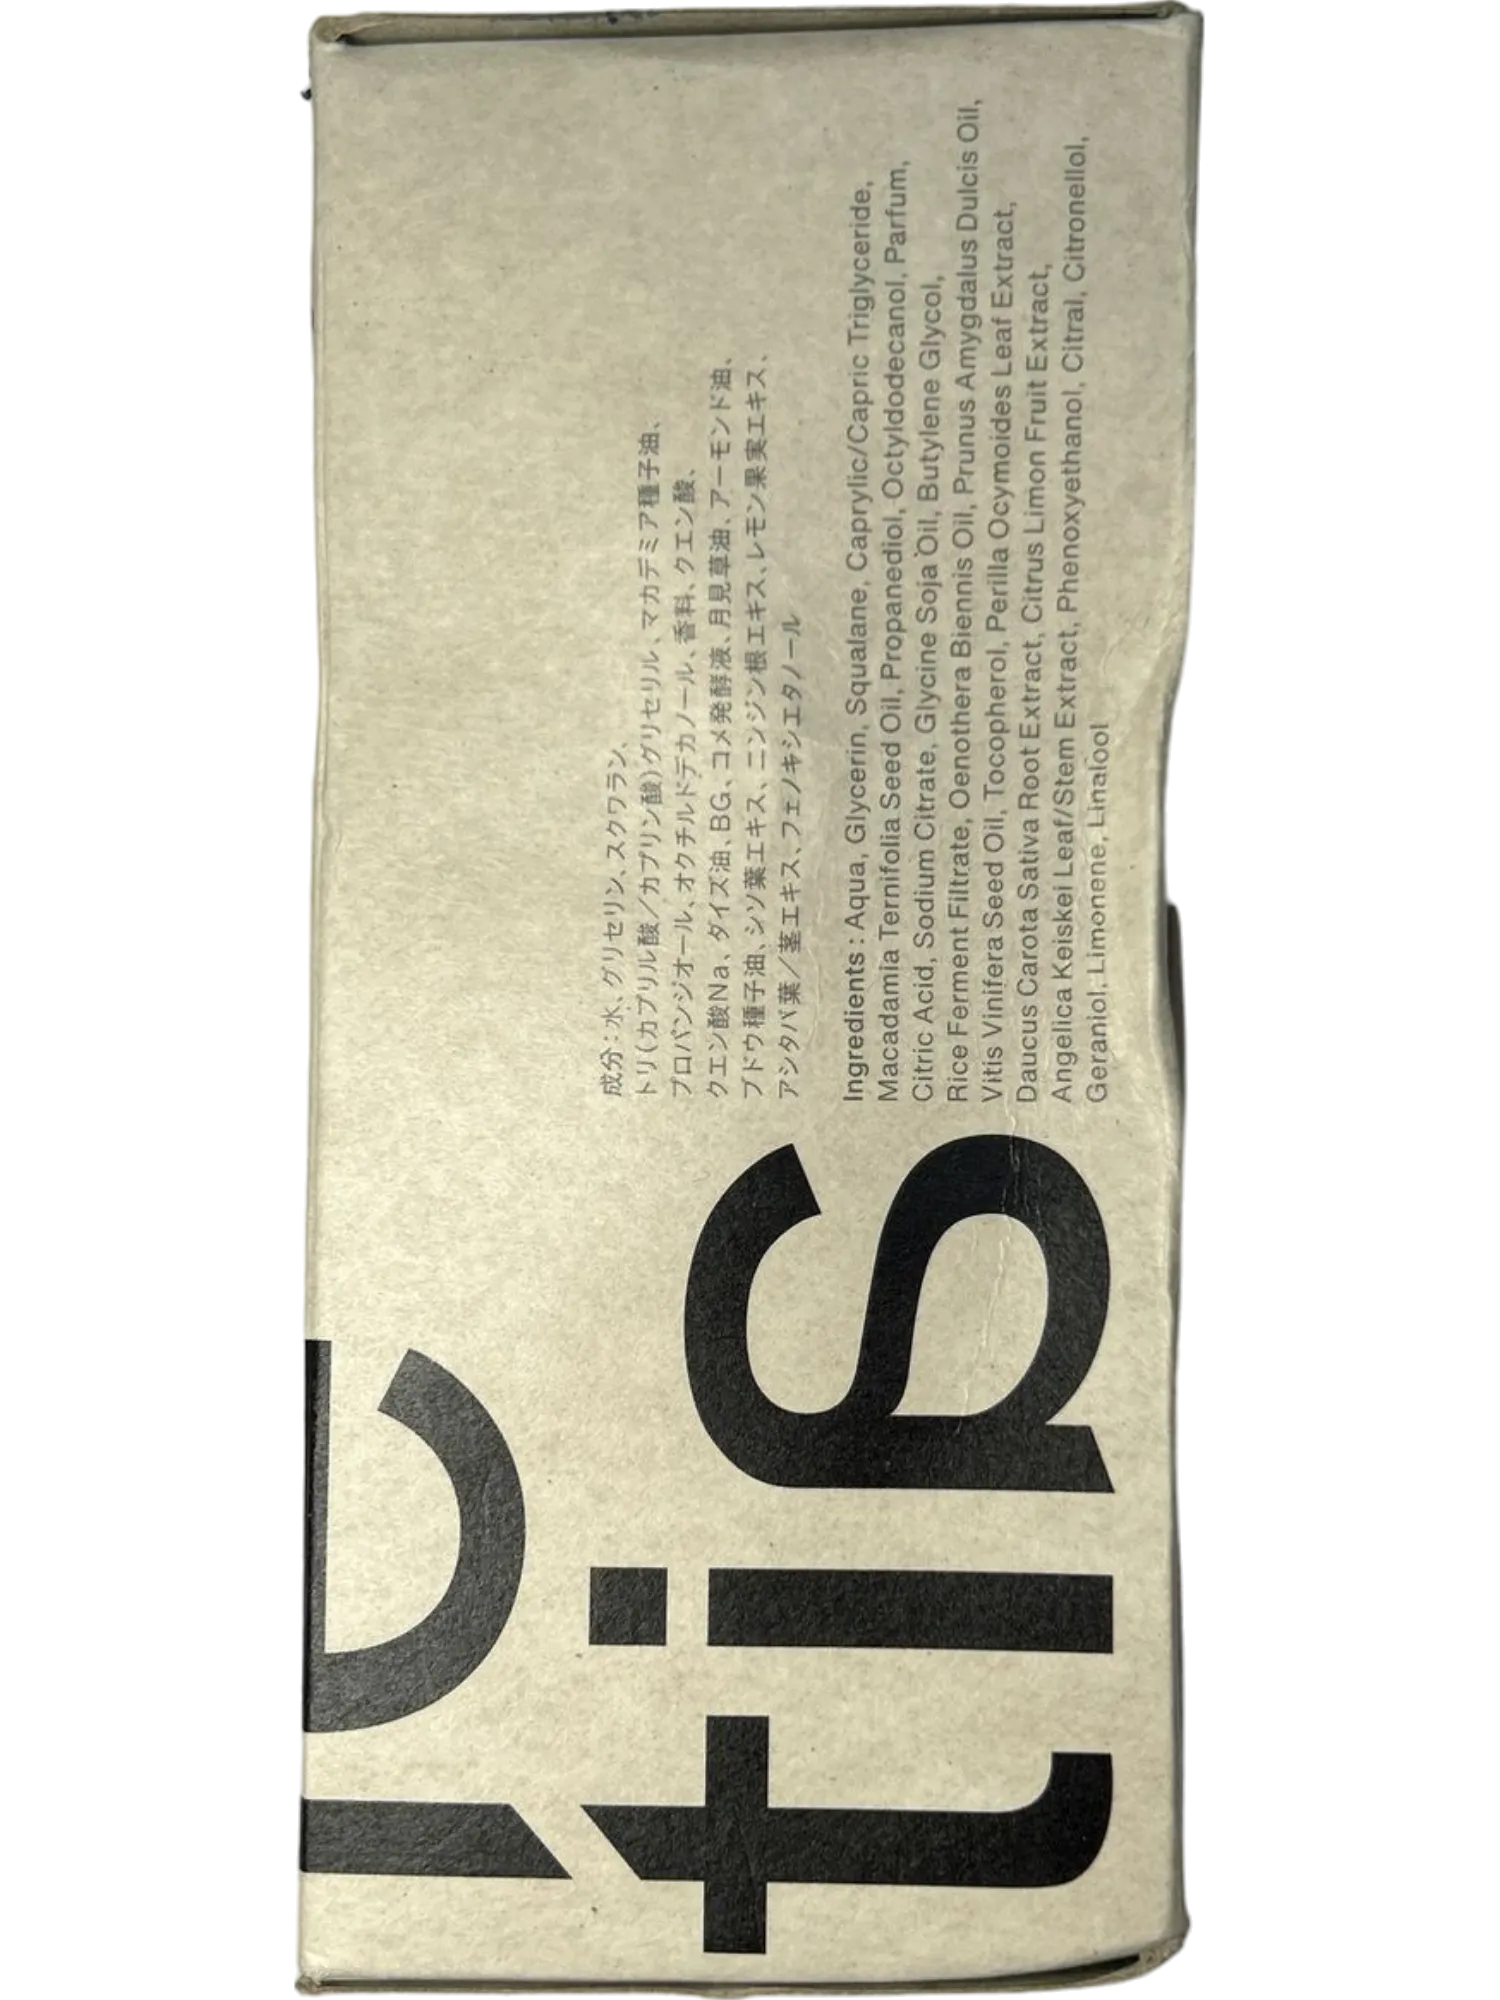 成分：水、グリセリン、スクワラン、
トリ（カプリル酸／カプリン酸）グリセリル、マカデミア種子油、
プロパンジオール、オクチルドデカノール、香料、クエン酸、
クエン酸Na、ダイズ油、BG、コメ発酵液、月見草油、アーモンド油、
ブドウ種子油、シソ葉エキス、ニンジン根エキス、レモン果実エキス、
アシタバ葉／茎エキス、フェノキシエタノール
Ingredients : Aqua, Glycerin, Squalane, Caprylic/Capric Triglyceride,
Macadamia Ternifolia Seed Oil, Propanediol, Octyldodecanol, Parfum,
Citric Acid, Sodium Citrate, Glycine Soja Oil, Butylene Glycol,
Rice Ferment Filtrate, Oenothera Biennis Oil, Prunus Amygdalus Dulcis Oil,
Vitis Vinifera Seed Oil, Tocopherol, Perilla Ocymoides Leaf Extract,
Daucus Carota Sativa Root Extract, Citrus Limon Fruit Extract,
Angelica Keiskei Leaf/Stem Extract, Phenoxyethanol, Citral, Citronellol,
Geraniol, Limonene, Linalool